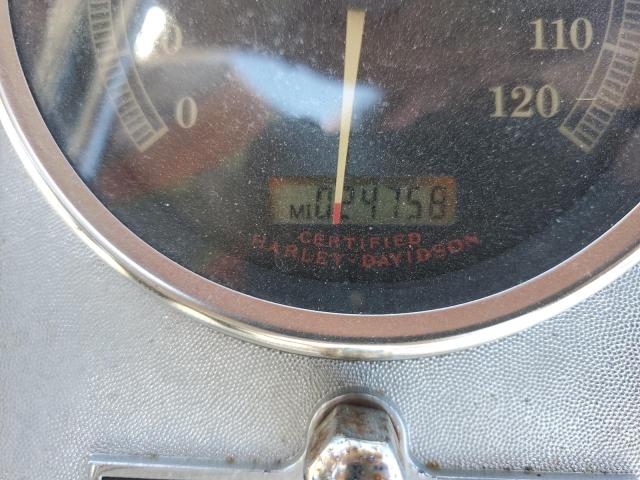 110
0
120
MI 024758
CERTIFIED
HARLEY-DAVIDSON